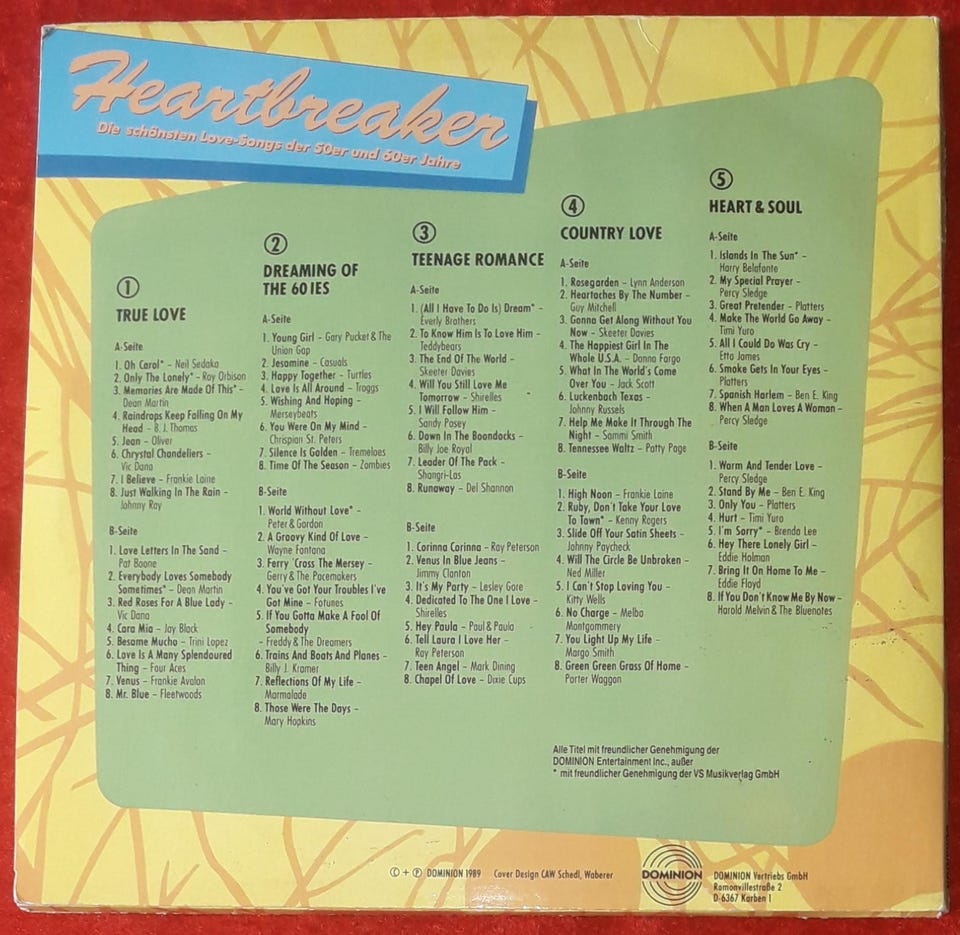 Heartbreaker
Die schönsten Love-Songs der 50er und 60er Jahre
①
TRUE LOVE
A-Seite
1. Oh Carol* – Neil Sedaka
2. Only The Lonely* – Roy Orbison
3. Memories Are Made Of This* –
Dean Martin
4. Raindrops Keep Falling On My
Head – B. J. Thomas
5. Jean – Oliver
6. Chrystal Chandeliers –
Vic Dana
7. I Believe – Frankie Laine
8. Just Walking In The Rain –
Johnny Ray
B-Seite
1. Love Letters In The Sand –
Pat Boone
2. Everybody Loves Somebody
Sometimes* – Dean Martin
3. Red Roses For A Blue Lady –
Vic Dana
4. Cara Mia – Jay Black
5. Besame Mucho – Trini Lopez
6. Love Is A Many Splendoured
Thing – Four Aces
7. Venus – Frankie Avalon
8. Mr. Blue – Fleetwoods
②
DREAMING OF
THE 60 IES
A-Seite
1. Young Girl – Gary Pucket & The
Union Gap
2. Jesamine – Casuals
3. Happy Together – Turtles
4. Love Is All Around – Troggs
5. Wishing And Hoping –
Merseybeats
6. You Were On My Mind –
Chrispian St. Peters
7. Silence Is Golden – Tremeloes
8. Time Of The Season – Zombies
B-Seite
1. World Without Love* –
Peter & Gordon
2. A Groovy Kind Of Love –
Wayne Fontana
3. Ferry 'Cross The Mersey –
Gerry & The Pacemakers
4. You've Got Your Troubles I've
Got Mine – Fotunes
5. If You Gotta Make A Fool Of
Somebody
– Freddy & The Dreamers
6. Trains And Boats And Planes –
Billy J. Kramer
7. Reflections Of My Life –
Marmalade
8. Those Were The Days –
Mary Hopkins
③
TEENAGE ROMANCE
A-Seite
1. (All I Have To Do Is) Dream* –
Everly Brothers
2. To Know Him Is To Love Him –
Teddybears
3. The End Of The World –
Skeeter Davies
4. Will You Still Love Me
Tomorrow – Shirelles
5. I Will Follow Him –
Sandy Posey
6. Down In The Boondocks –
Billy Joe Royal
7. Leader Of The Pack –
Shangri-Las
8. Runaway – Del Shannon
B-Seite
1. Corinna Corinna – Ray Peterson
2. Venus In Blue Jeans –
Jimmy Clanton
3. It's My Party – Lesley Gore
4. Dedicated To The One I Love –
Shirelles
5. Hey Paula – Paul & Paula
6. Tell Laura I Love Her –
Ray Peterson
7. Teen Angel – Mark Dining
8. Chapel Of Love – Dixie Cups
④
COUNTRY LOVE
A-Seite
1. Rosegarden – Lynn Anderson
2. Heartaches By The Number –
Guy Mitchell
3. Gonna Get Along Without You
Now – Skeeter Davies
4. The Happiest Girl In The
Whole U.S.A. – Donna Fargo
5. What In The World's Come
Over You – Jack Scott
6. Luckenbach Texas –
Johnny Russels
7. Help Me Make It Through The
Night – Sammi Smith
8. Tennessee Waltz – Patty Page
B-Seite
1. High Noon – Frankie Laine
2. Ruby, Don't Take Your Love
To Town* – Kenny Rogers
3. Slide Off Your Satin Sheets –
Johnny Paycheck
4. Will The Circle Be Unbroken –
Ned Miller
5. I Can't Stop Loving You –
Kitty Wells
6. No Charge – Melba
Montgommery
7. You Light Up My Life –
Margo Smith
8. Green Green Grass Of Home –
Porter Waggon
⑤
HEART & SOUL
A-Seite
1. Islands In The Sun* –
Harry Belafonte
2. My Special Prayer –
Percy Sledge
3. Great Pretender – Platters
4. Make The World Go Away –
Timi Yuro
5. All I Could Do Was Cry –
Etta James
6. Smoke Gets In Your Eyes –
Platters
7. Spanish Harlem – Ben E. King
8. When A Man Loves A Woman –
Percy Sledge
B-Seite
1. Warm And Tender Love –
Percy Sledge
2. Stand By Me – Ben E. King
3. Only You – Platters
4. Hurt – Timi Yuro
5. I'm Sorry* – Brenda Lee
6. Hey There Lonely Girl –
Eddie Holman
7. Bring It On Home To Me –
Eddie Floyd
8. If You Don't Know Me By Now –
Harold Melvin & The Bluenotes
Alle Titel mit freundlicher Genehmigung der
DOMINION Entertainment Inc., außer
* mit freundlicher Genehmigung der VS Musikverlag GmbH
© + ℗ DOMINION 1989 Cover Design CAW Schedl, Waberer
DOMINION
DOMINION Vertriebs GmbH
Ramonvillestraße 2
D-6367 Karben 1